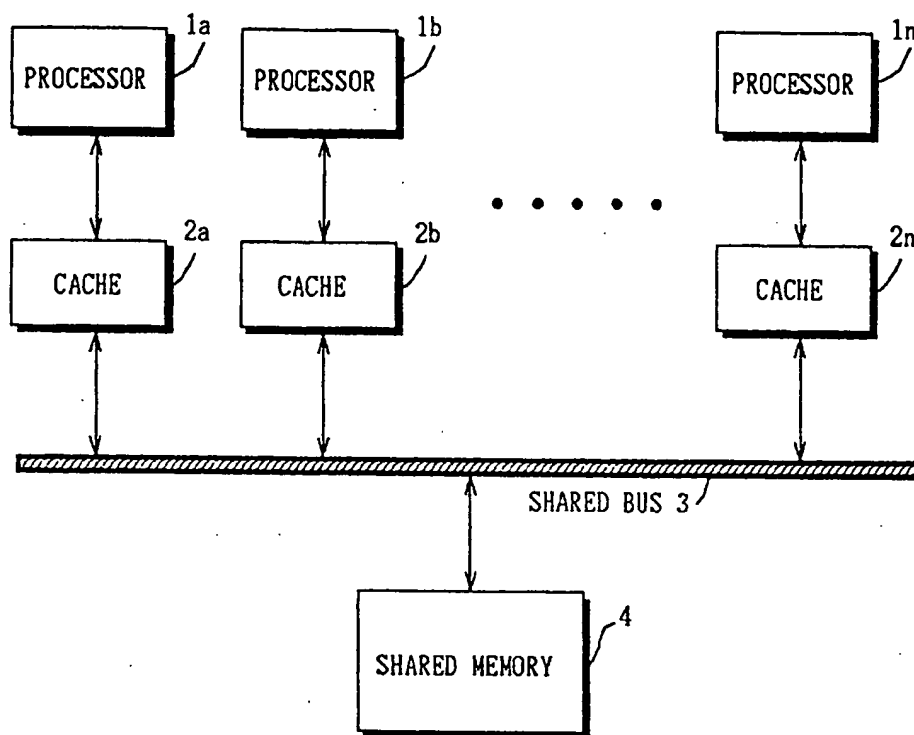 1a
1b
1n
PROCESSOR
PROCESSOR
PROCESSOR
2a
2b
2n
CACHE
CACHE
CACHE
SHARED BUS 3
4
SHARED MEMORY